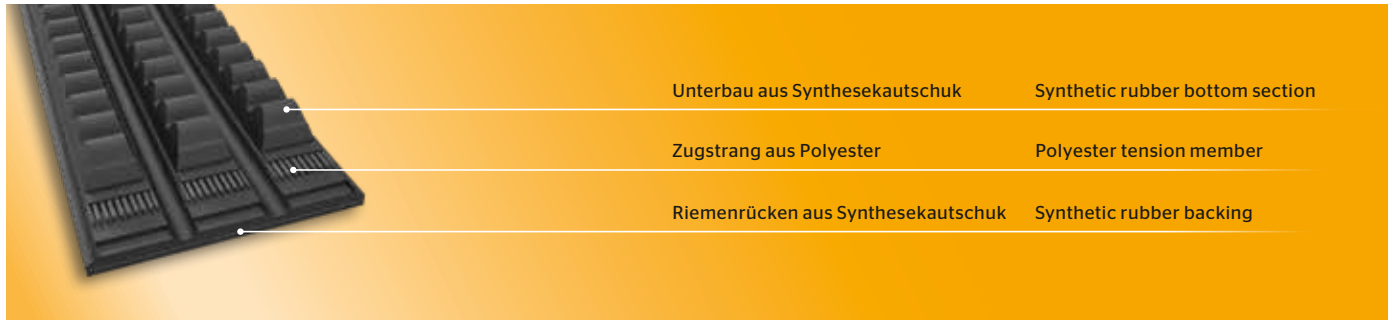 Unterbau aus Synthesekautschuk Synthetic rubber bottom section
Zugstrang aus Polyester Polyester tension member
Riemenrücken aus Synthesekautschuk Synthetic rubber backing